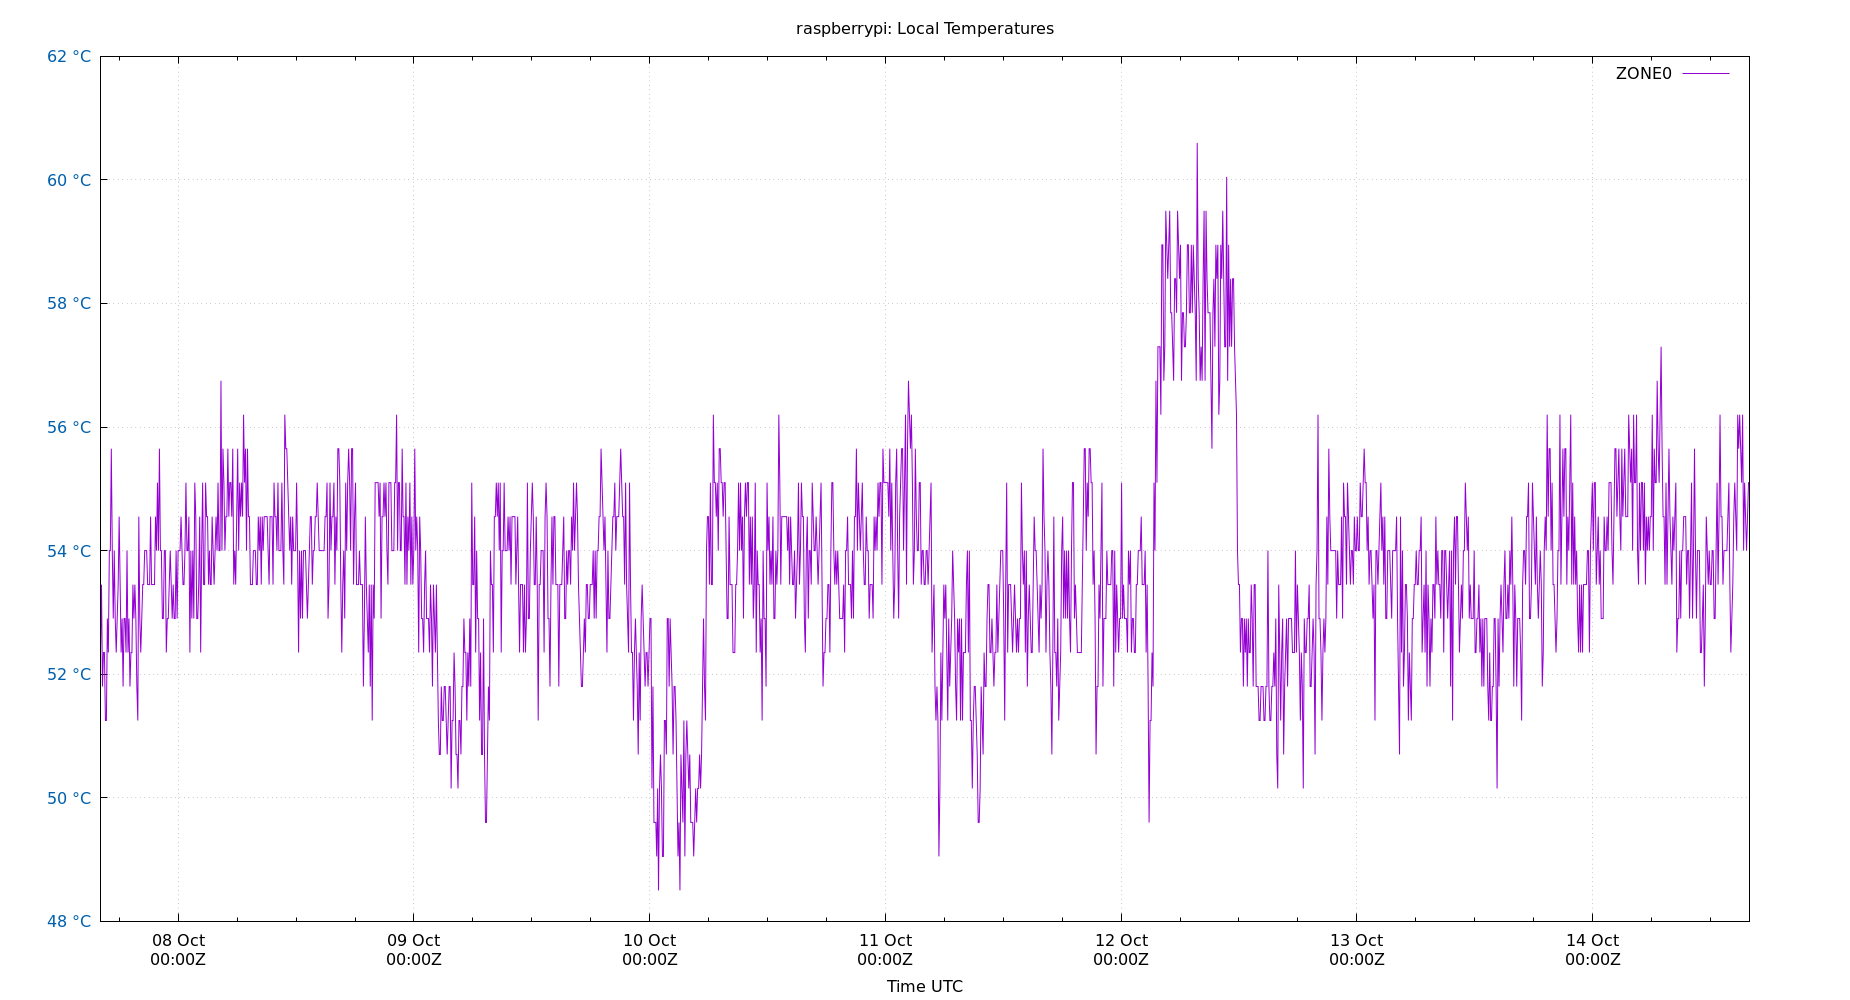 raspberrypi: Local Temperatures
62 °C
ZONE0
60 °C
58 °C
56 °C
54 °C
52 °C
50 °C
48 °C
08 Oct 09 Oct 10 Oct 11 Oct 12 Oct 13 Oct 14 Oct
00:00Z 00:00Z 00:00Z 00:00Z 00:00Z 00:00Z 00:00Z
Time UTC